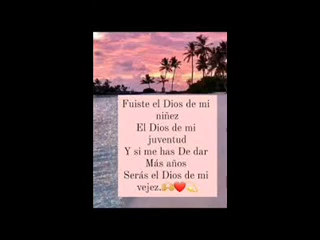 Fuiste el Dios de mi
niñez
El Dios de mi
juventud
Y si me has De dar
Más años
Serás el Dios de mi
vejez.🙌❤️💫